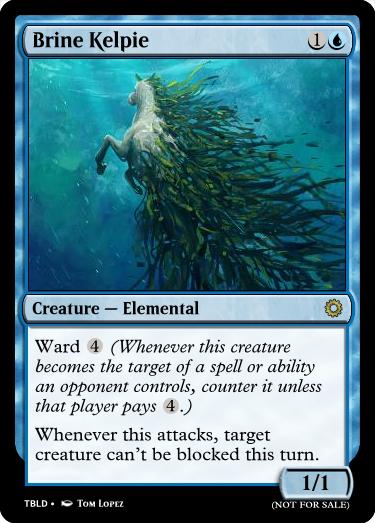 Brine Kelpie 1
Creature — Elemental
Ward 4 (Whenever this creature
becomes the target of a spell or ability
an opponent controls, counter it unless
that player pays 4.)
Whenever this attacks, target
creature can't be blocked this turn.
1/1
TBLD • Tom Lopez
(NOT FOR SALE)